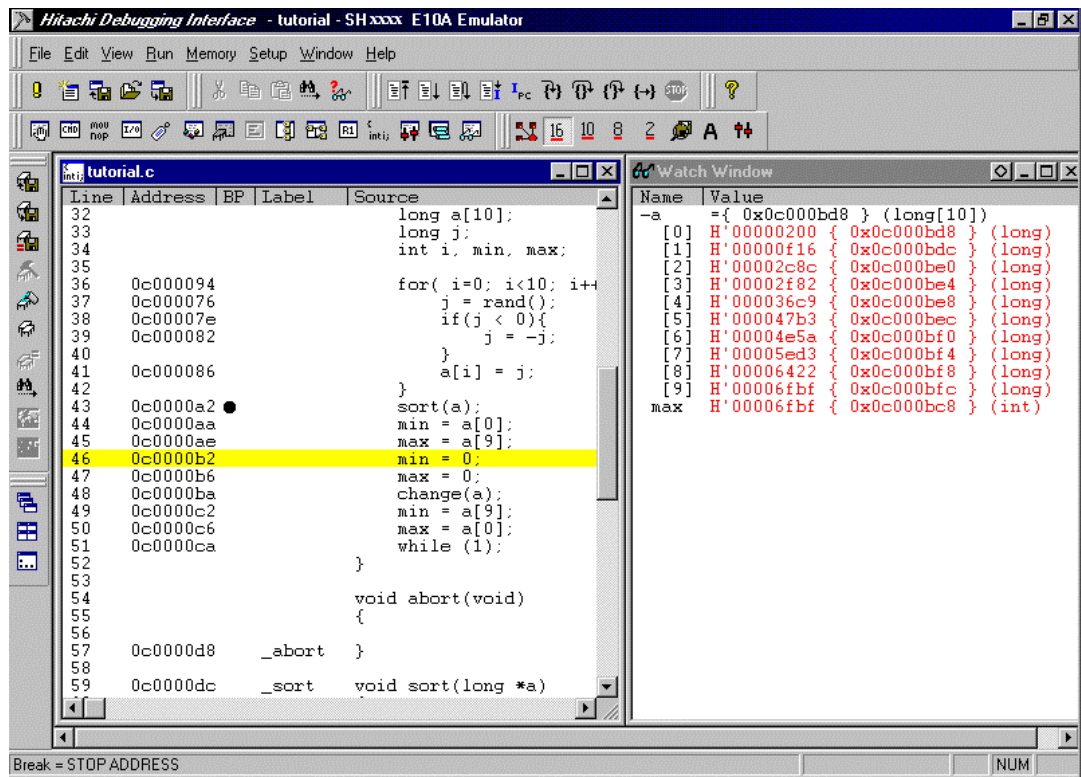 Hitachi Debugging Interface - tutorial - SH xxxx E10A Emulator
File Edit View Run Memory Setup Window Help
tutorial.c
Line Address BP Label Source
32 long a[10];
33 long j;
34 int i, min, max;
35
36 0c000094 for( i=0; i<10; i++
37 0c000076 j = rand();
38 0c00007e if(j < 0){
39 0c000082 j = -j;
40 }
41 0c000086 a[i] = j;
42 }
43 0c0000a2 ● sort(a);
44 0c0000aa min = a[0];
45 0c0000ae max = a[9];
46 0c0000b2 min = 0;
47 0c0000b6 max = 0;
48 0c0000ba change(a);
49 0c0000c2 min = a[9];
50 0c0000c6 max = a[0];
51 0c0000ca while (1);
52 }
53
54 void abort(void)
55 {
56
57 0c0000d8 _abort }
58
59 0c0000dc _sort void sort(long *a)
Watch Window
Name Value
-a ={ 0x0c000bd8 } (long[10])
[0] H'00000200 { 0x0c000bd8 } (long)
[1] H'00000f16 { 0x0c000bdc } (long)
[2] H'00002c8c { 0x0c000be0 } (long)
[3] H'00002f82 { 0x0c000be4 } (long)
[4] H'000036c9 { 0x0c000be8 } (long)
[5] H'000047b3 { 0x0c000bec } (long)
[6] H'00004e5a { 0x0c000bf0 } (long)
[7] H'00005ed3 { 0x0c000bf4 } (long)
[8] H'00006422 { 0x0c000bf8 } (long)
[9] H'00006fbf { 0x0c000bfc } (long)
max H'00006fbf { 0x0c000bc8 } (int)
Break = STOP ADDRESS
NUM